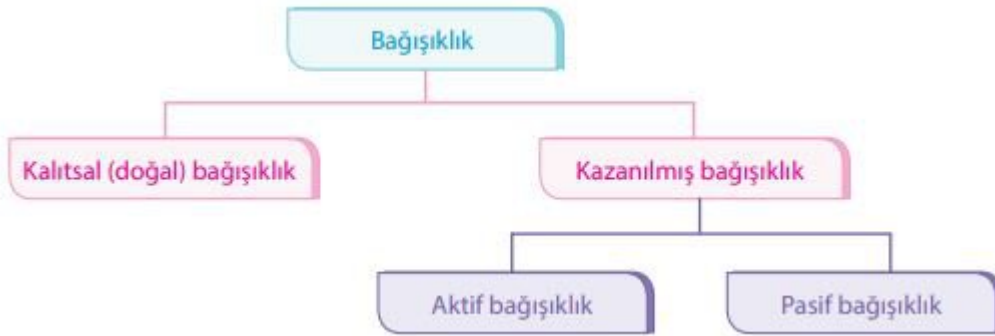 Bağışıklık
Kalıtsal (doğal) bağışıklık
Kazanılmış bağışıklık
Aktif bağışıklık
Pasif bağışıklık